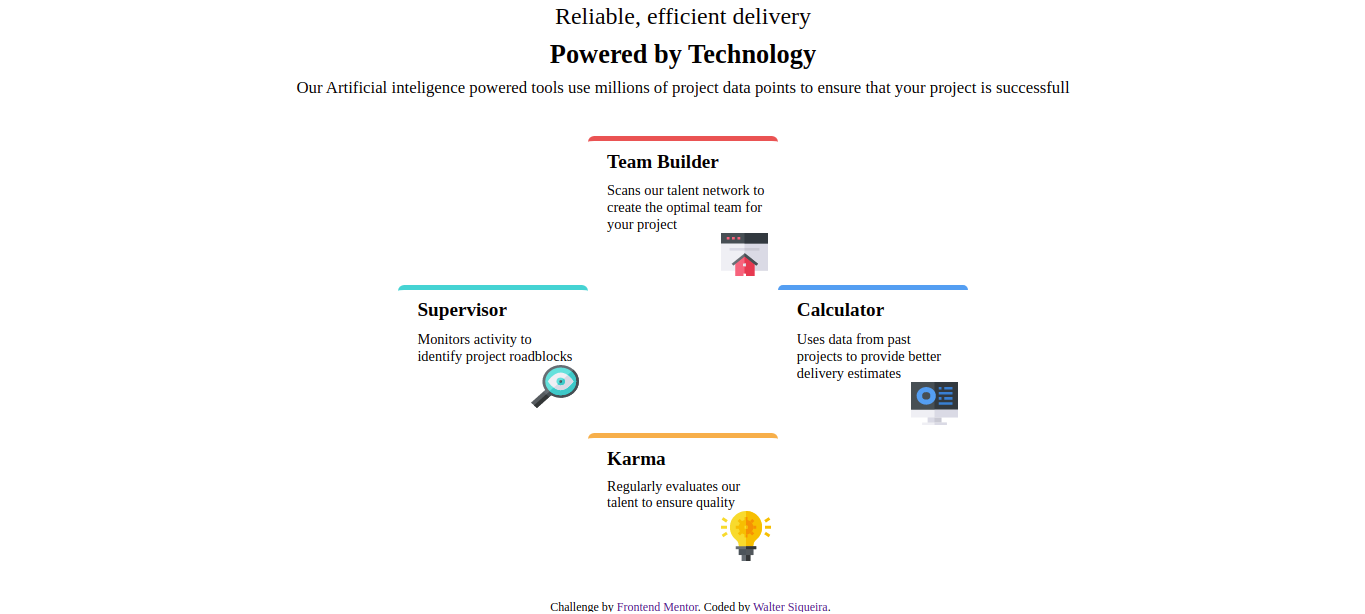 Reliable, efficient delivery
Powered by Technology
Our Artificial inteligence powered tools use millions of project data points to ensure that your project is successfull
Team Builder
Scans our talent network to
create the optimal team for
your project
Supervisor
Monitors activity to
identify project roadblocks
Calculator
Uses data from past
projects to provide better
delivery estimates
Karma
Regularly evaluates our
talent to ensure quality
Challenge by Frontend Mentor. Coded by Walter Siqueira.